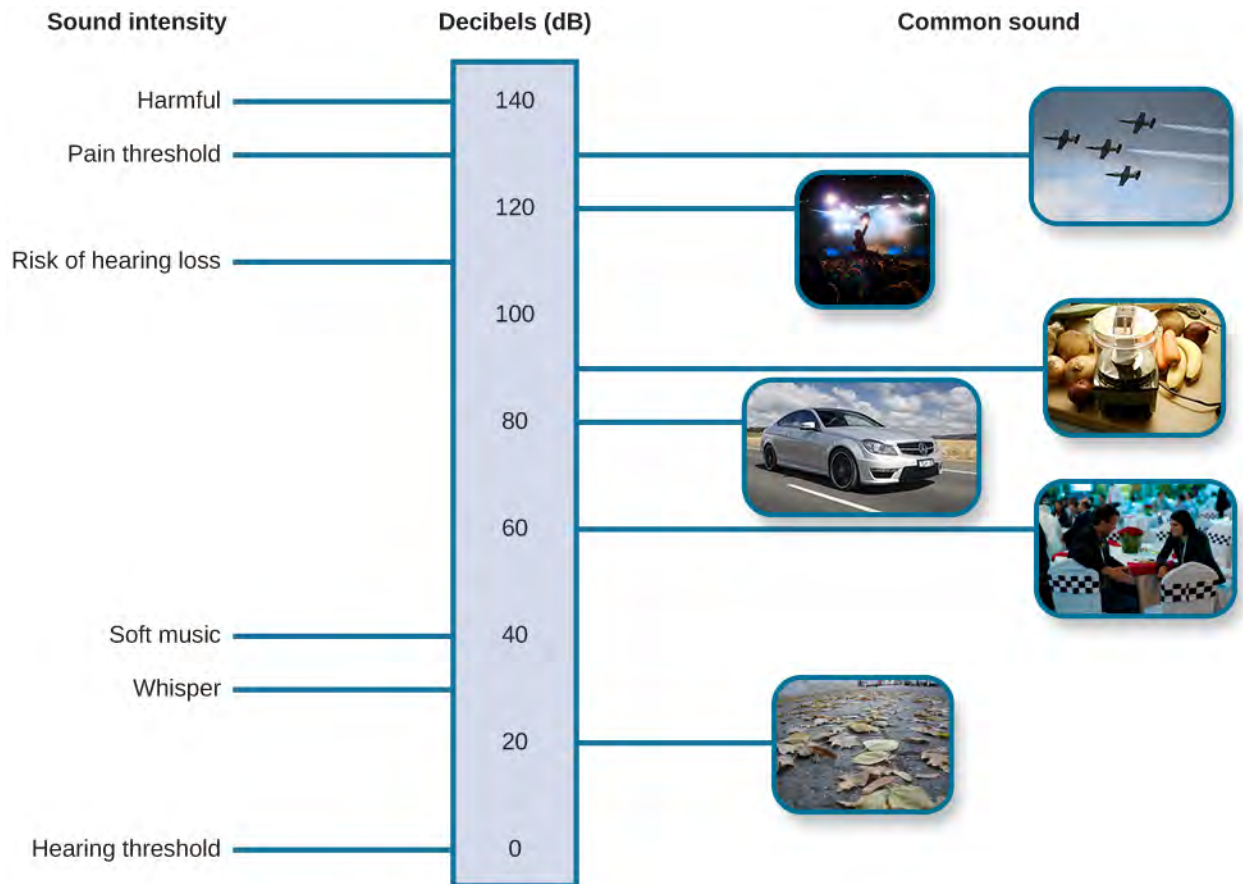 Sound intensity
Decibels (dB)
Common sound
Harmful
140
Pain threshold
120
Risk of hearing loss
100
80
60
Soft music
40
Whisper
20
Hearing threshold
0